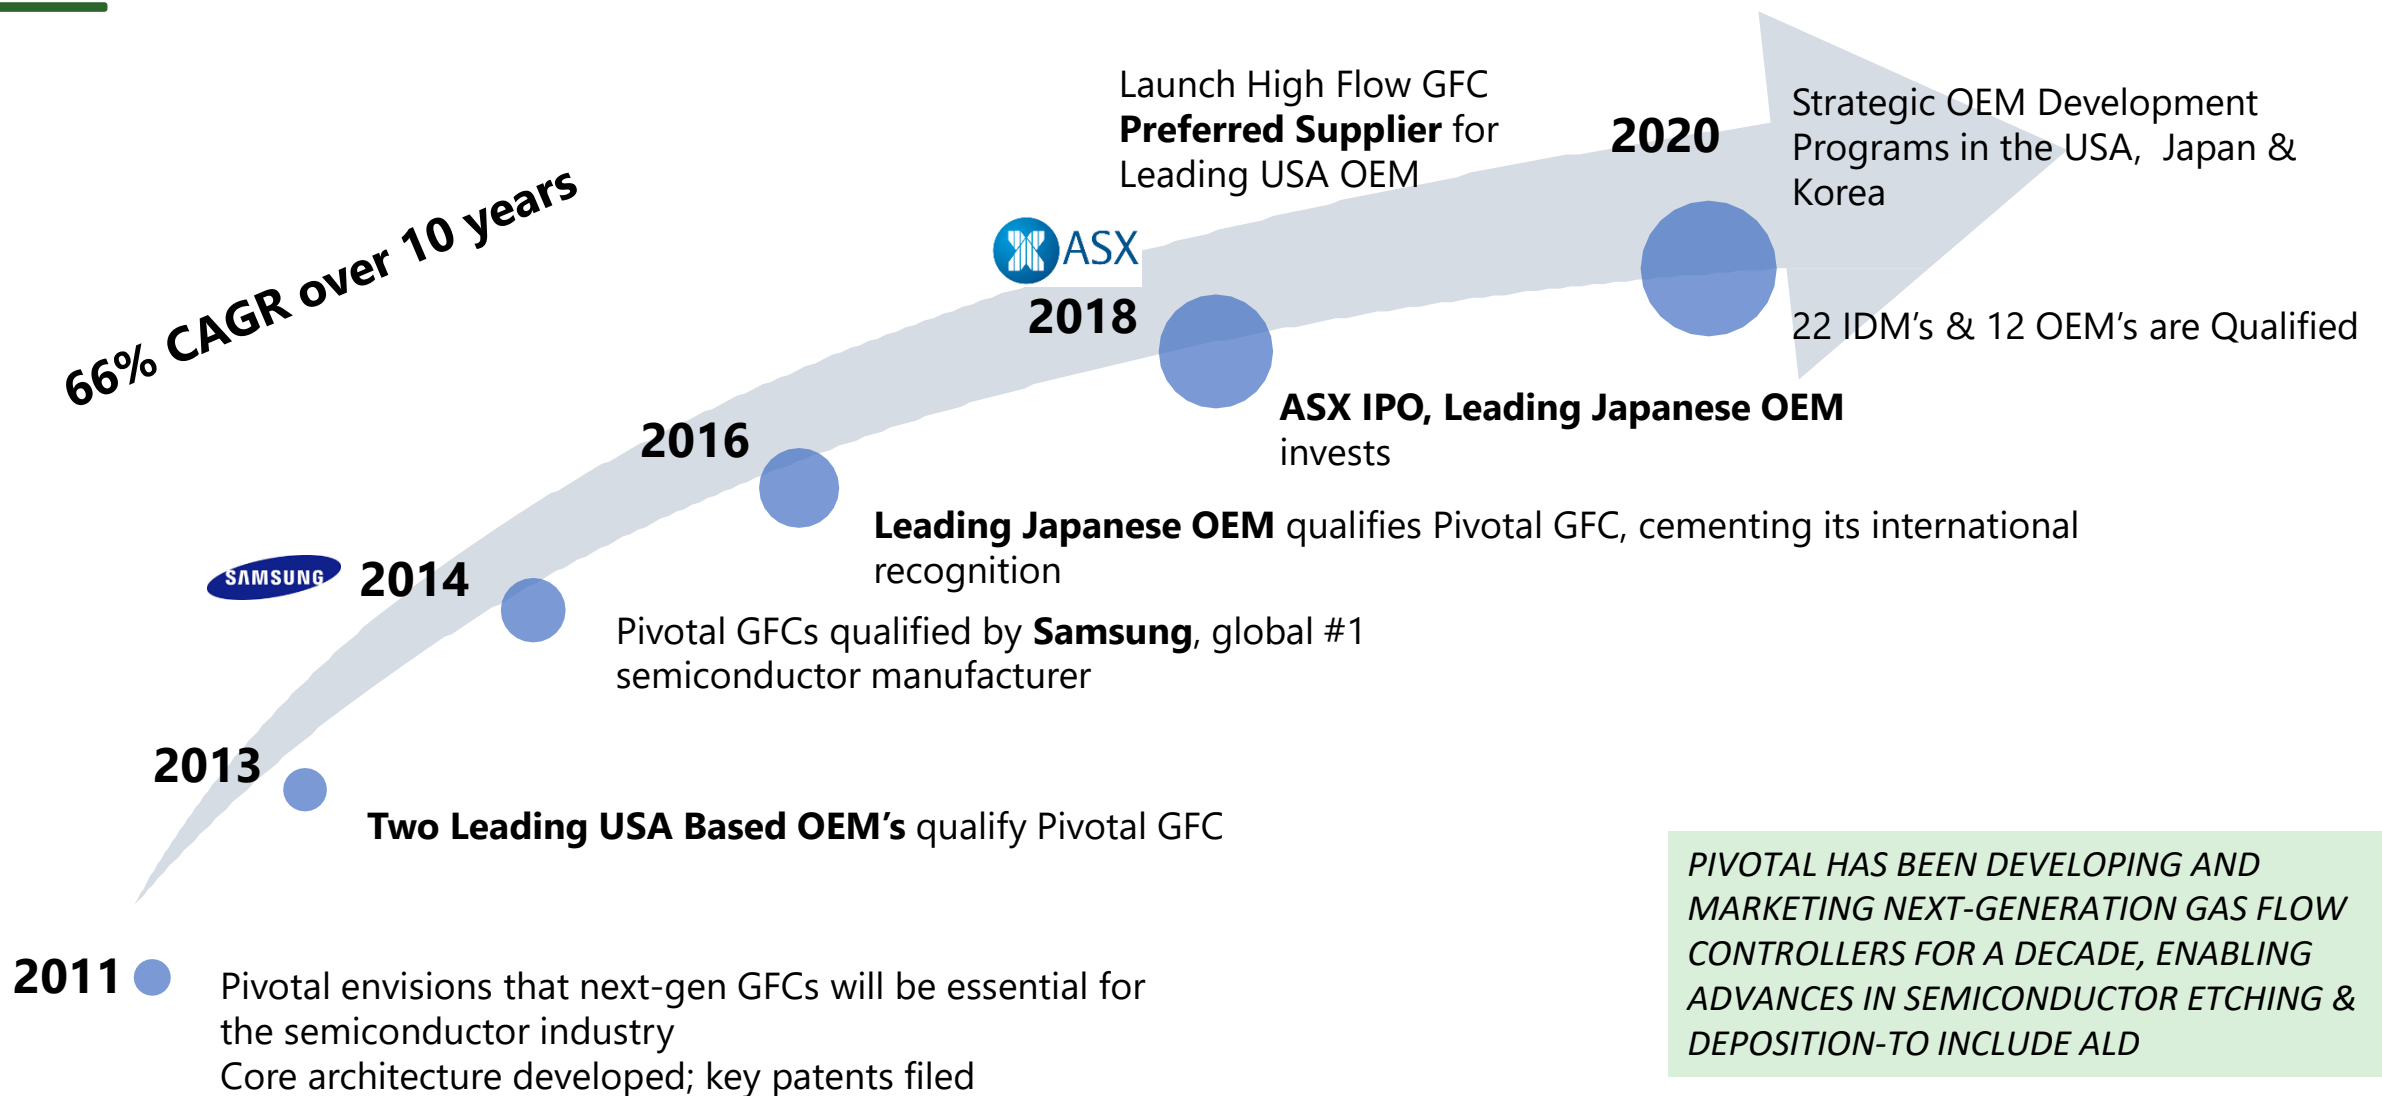 66% CAGR over 10 years
Launch High Flow GFC
Preferred Supplier for
Leading USA OEM
2020
Strategic OEM Development
Programs in the USA, Japan &
Korea
ASX
2018
22 IDM's & 12 OEM's are Qualified
ASX IPO, Leading Japanese OEM
invests
2016
Leading Japanese OEM qualifies Pivotal GFC, cementing its international
recognition
SAMSUNG
2014
Pivotal GFCs qualified by Samsung, global #1
semiconductor manufacturer
2013
Two Leading USA Based OEM’s qualify Pivotal GFC
2011
Pivotal envisions that next-gen GFCs will be essential for
the semiconductor industry
Core architecture developed; key patents filed
PIVOTAL HAS BEEN DEVELOPING AND
MARKETING NEXT-GENERATION GAS FLOW
CONTROLLERS FOR A DECADE, ENABLING
ADVANCES IN SEMICONDUCTOR ETCHING &
DEPOSITION-TO INCLUDE ALD